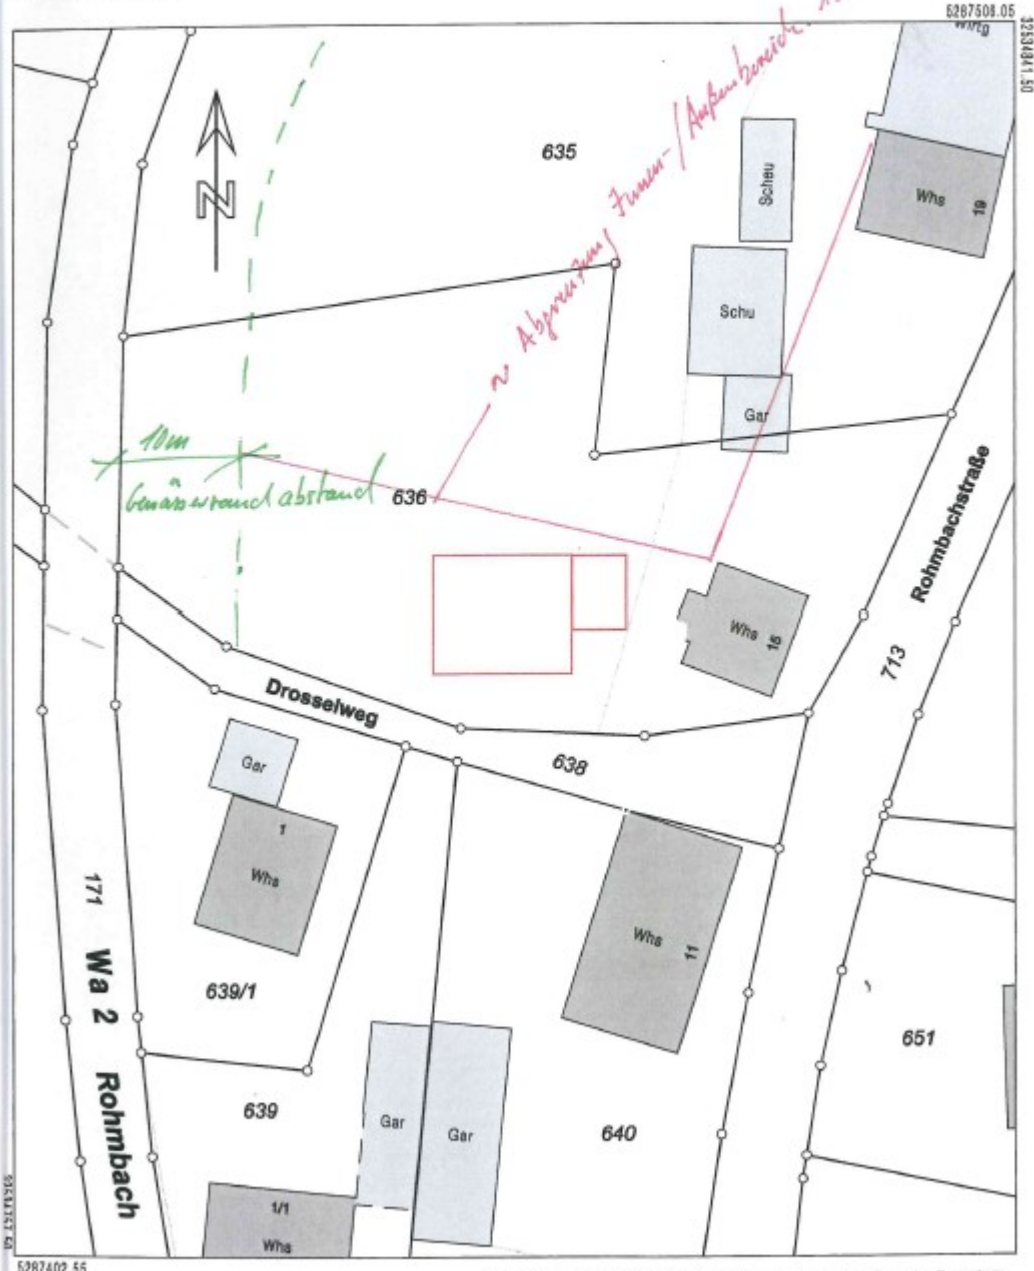 5287508.05
32534841.50
Wirtg
635
Abgrenzung Innen-/Außenbereich
Scheu
Whs
19
Schu
Gar
10m
Gewässerrandabstand
636
Rohmbachstraße
Whs
15
713
Drosselweg
638
Gar
1
Whs
Whs
11
171
Wa 2
Rohmbach
639/1
651
639
Gar
Gar
640
1/1
Whs
5287402.55